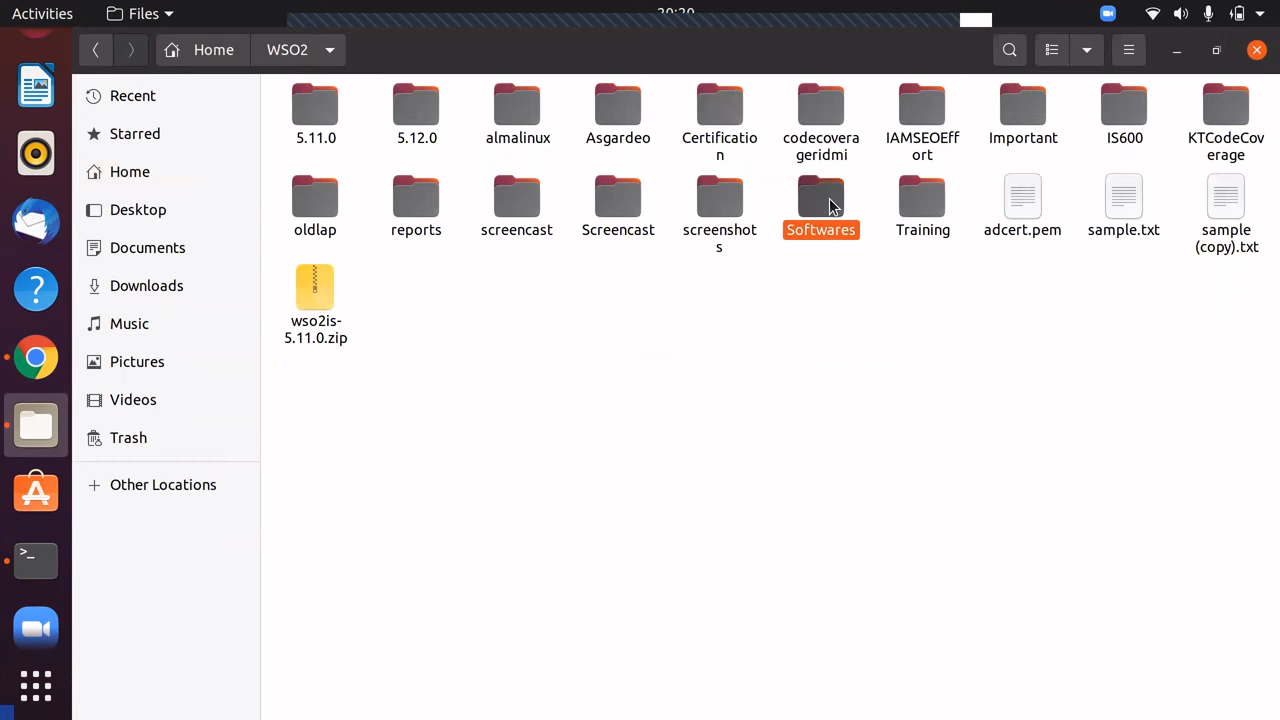 Activities
Files
20:20
Home
WSO2
Recent
Starred
Home
Desktop
Documents
Downloads
Music
Pictures
Videos
Trash
Other Locations
5.11.0
5.12.0
almalinux
Asgardeo
Certificatio
n
codecovera
geridmi
IAMSEOEff
ort
Important
IS600
KTCodeCov
erage
oldlap
reports
screencast
Screencast
screenshot
s
Softwares
Training
adcert.pem
sample.txt
sample
(copy).txt
wso2is-
5.11.0.zip